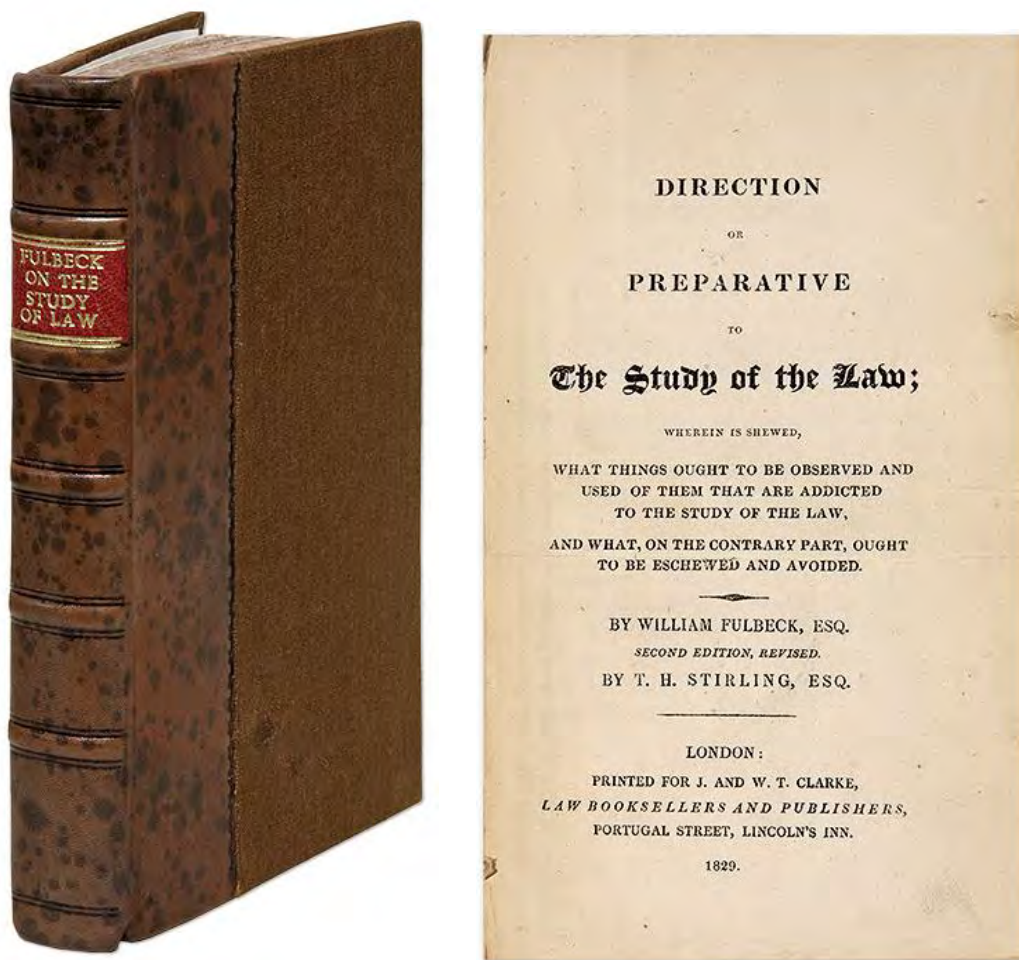 FULBECK
ON THE
STUDY
OF LAW
DIRECTION
OR
PREPARATIVE
TO
The Study of the Law;
WHEREIN IS SHEWED,
WHAT THINGS OUGHT TO BE OBSERVED AND
USED OF THEM THAT ARE ADDICTED
TO THE STUDY OF THE LAW,
AND WHAT, ON THE CONTRARY PART, OUGHT
TO BE ESCHEWED AND AVOIDED.
BY WILLIAM FULBECK, ESQ.
SECOND EDITION, REVISED.
BY T. H. STIRLING, ESQ.
LONDON:
PRINTED FOR J. AND W. T. CLARKE,
LAW BOOKSELLERS AND PUBLISHERS,
PORTUGAL STREET, LINCOLN'S INN.
1829.